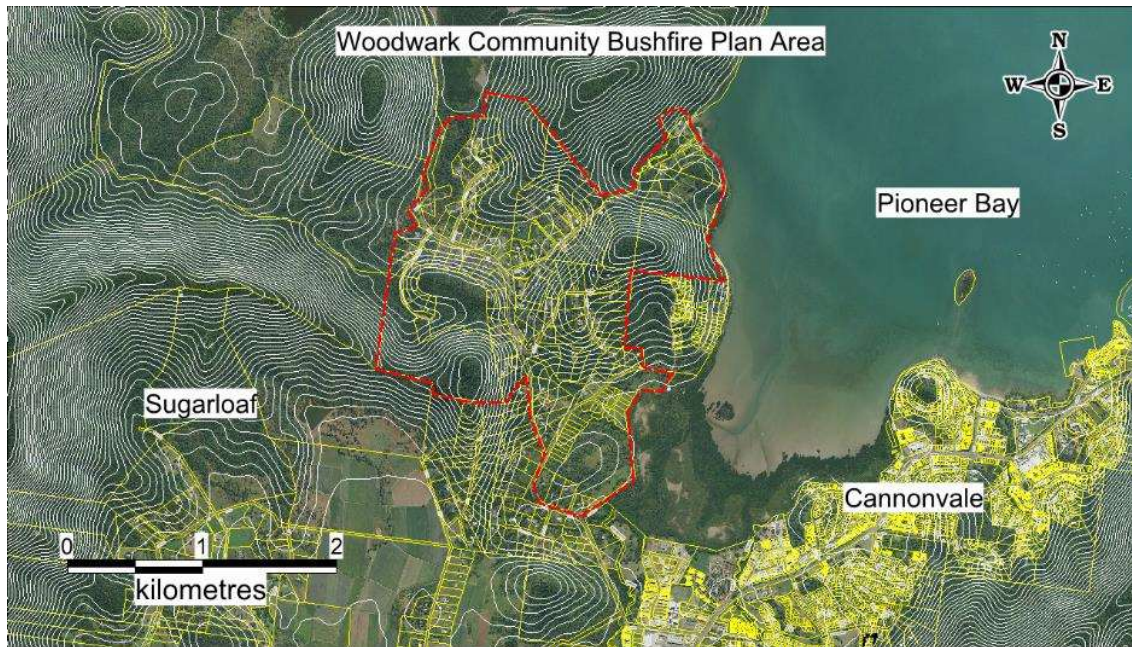 Woodwark Community Bushfire Plan Area
N
W E
S
Pioneer Bay
Sugarloaf
Cannonvale
0 1 2
kilometres